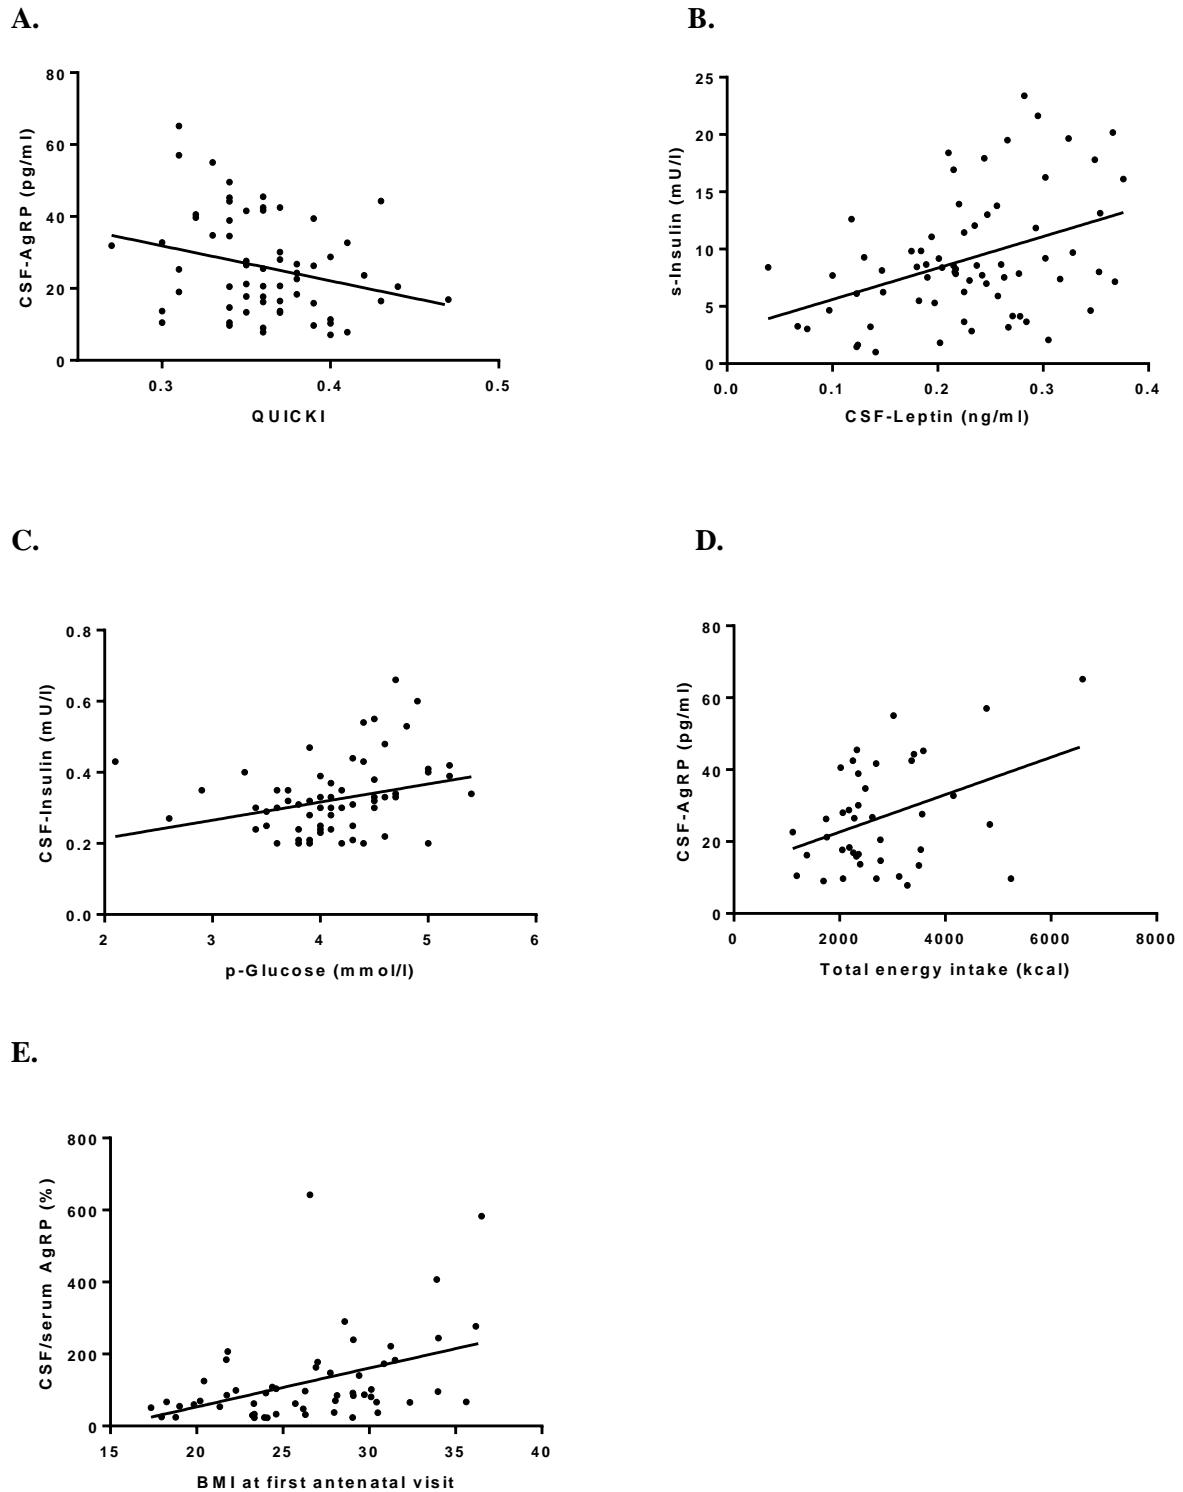 A.
80
60
40
20
0
CSF-AgRP (pg/ml)
0.3 0.4 0.5
QUICKI
B.
25
20
15
10
5
0
s-Insulin (mU/l)
0.0 0.1 0.2 0.3 0.4
CSF-Leptin (ng/ml)
C.
0.8
0.6
0.4
0.2
0.0
CSF-Insulin (mU/l)
2 3 4 5 6
p-Glucose (mmol/l)
D.
80
60
40
20
0
CSF-AgRP (pg/ml)
0 2000 4000 6000 8000
Total energy intake (kcal)
E.
800
600
400
200
0
CSF/serum AgRP (%)
15 20 25 30 35 40
BMI at first antenatal visit